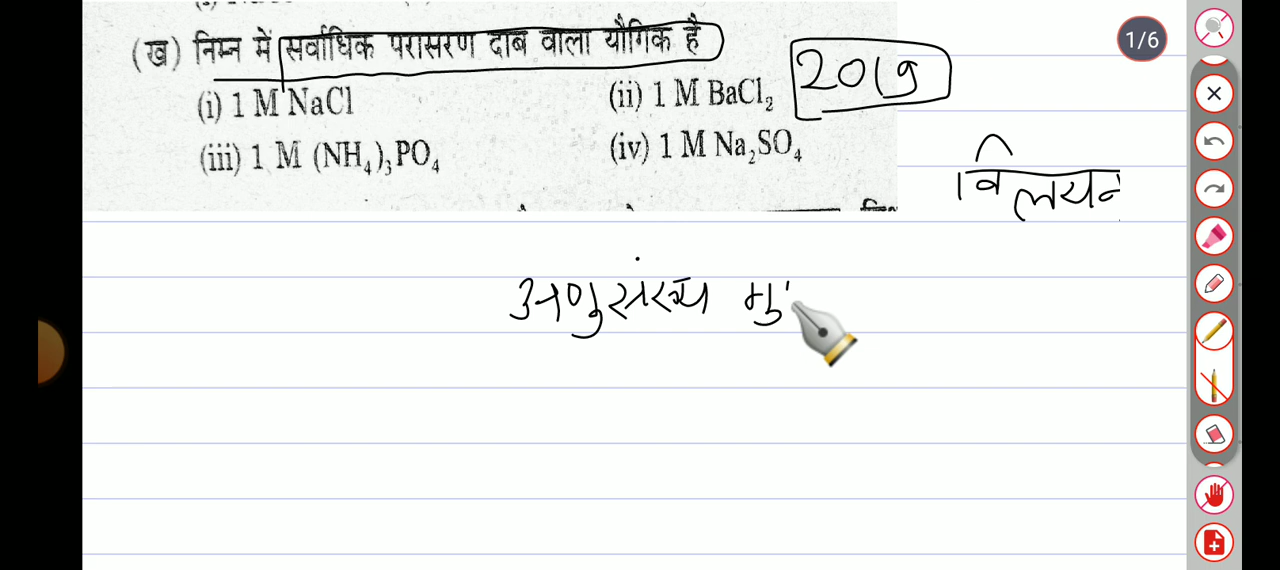 (ख) निम्न में सर्वाधिक परासरण दाब वाला यौगिक है
2019
1/6
(i) 1 M NaCl
(ii) 1 M BaCl₂
(iii) 1 M (NH₄)₃PO₄
(iv) 1 M Na₂SO₄
विलयन
अणुसंख्य गु